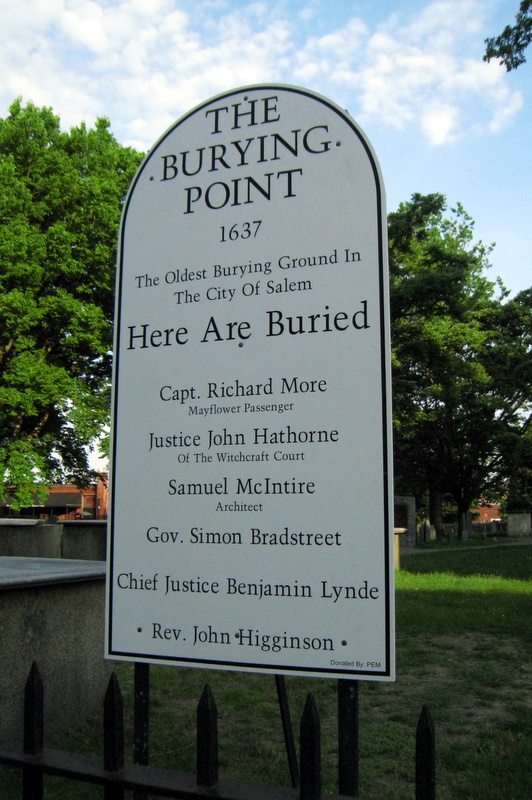 THE
BURYING
POINT
1637
The Oldest Burying Ground In
The City Of Salem
Here Are Buried
Capt. Richard More
Mayflower Passenger
Justice John Hathorne
Of The Witchcraft Court
Samuel McIntire
Architect
Gov. Simon Bradstreet
Chief Justice Benjamin Lynde
Rev. John Higginson
Donated By: PEM